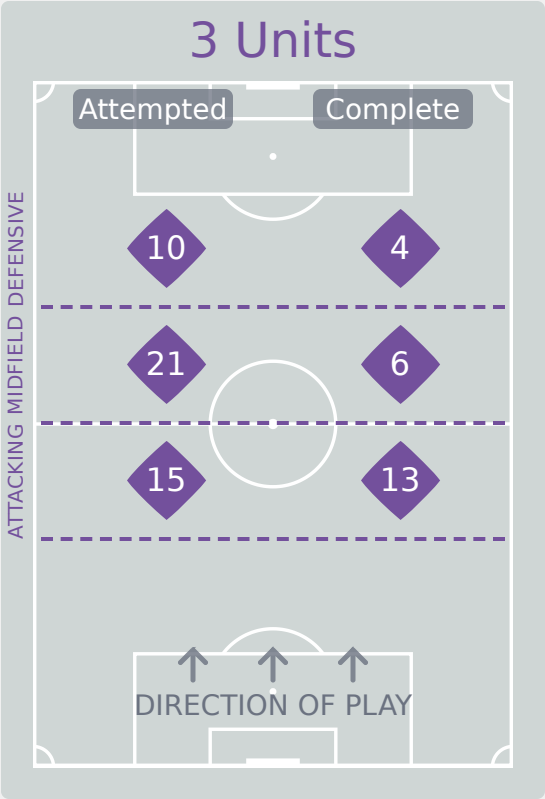 3 Units
Attempted Complete
ATTACKING MIDFIELD DEFENSIVE
10 4
21 6
15 13
DIRECTION OF PLAY